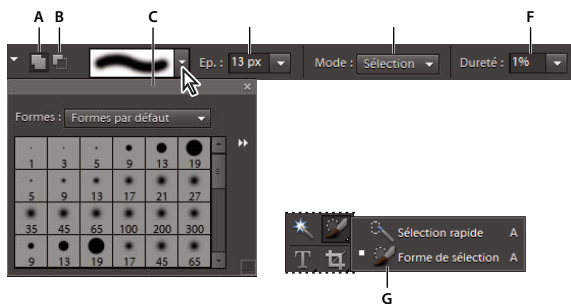 A B C F
Ep. : 13 px Mode : Sélection Dureté : 1%
Formes : Formes par défaut
1 3 5 9 13 19
5 9 13 17 21 27
35 45 65 100 200 300
9 13 19 17 45 65
Sélection rapide A
T Forme de sélection A
G